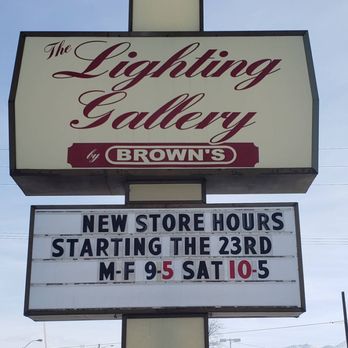 The
Lighting
Gallery
by BROWN'S
NEW STORE HOURS
STARTING THE 23RD
M-F 9-5 SAT 10-5